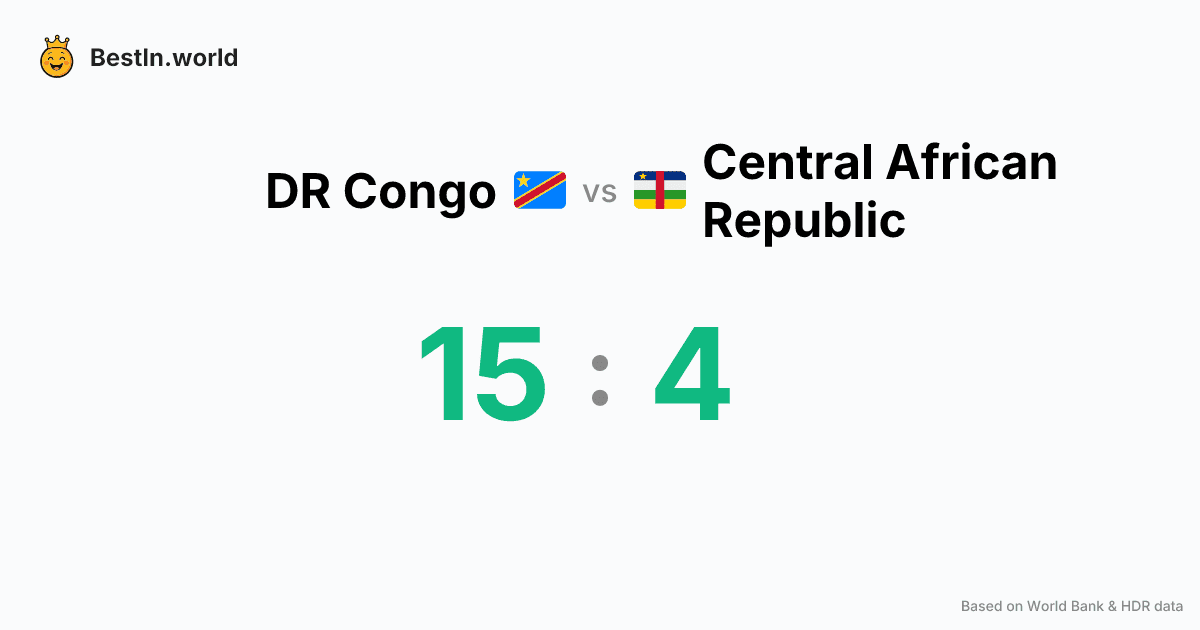 BestIn.world
DR Congo vs Central African
Republic
15 : 4
Based on World Bank & HDR data